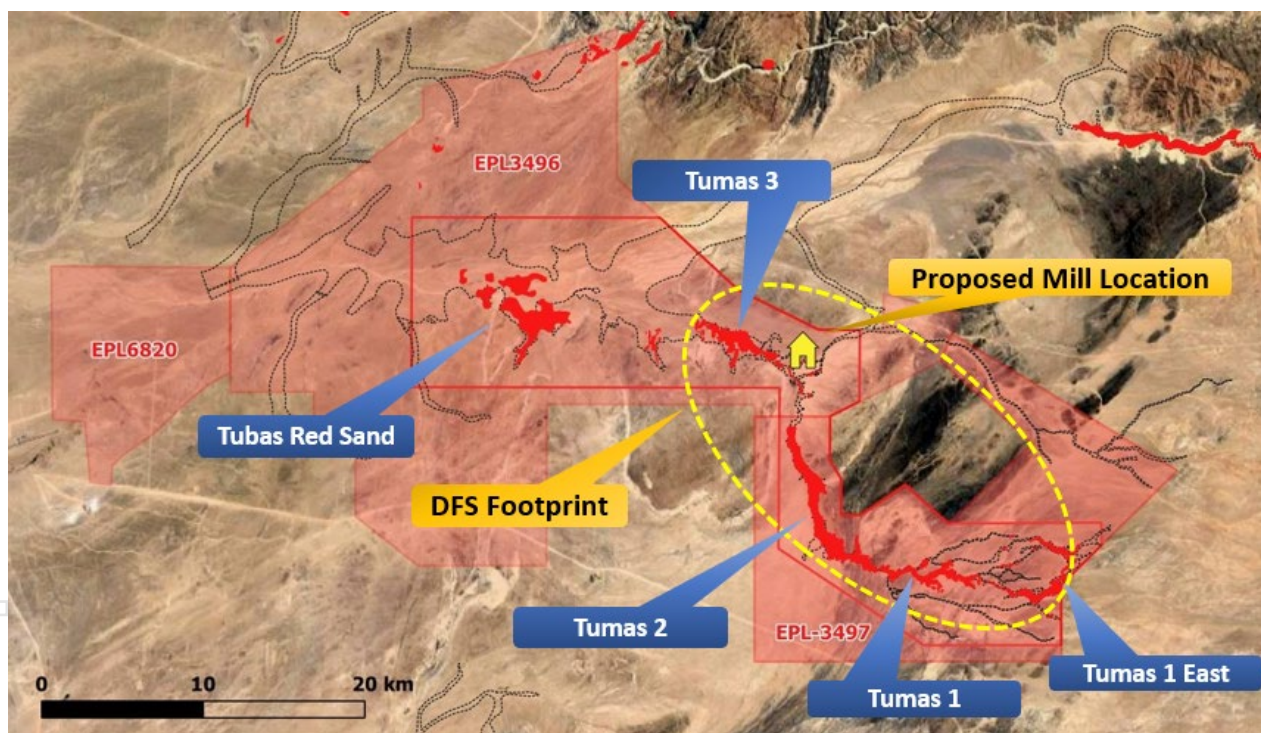 EPL3496
Tumas 3
Proposed Mill Location
EPL6820
Tubas Red Sand
DFS Footprint
Tumas 2
EPL-3497
Tumas 1 East
Tumas 1
0 10 20 km